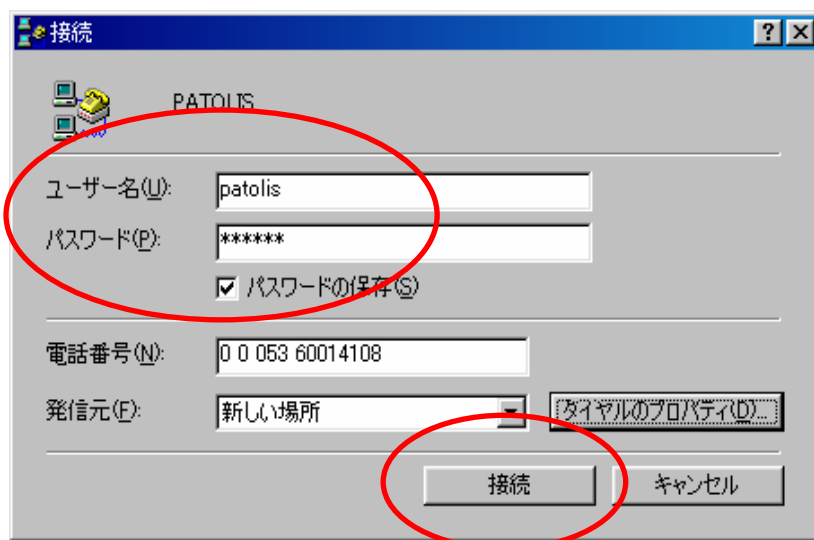 接続
PATOLIS
ユーザー名(U): patolis
パスワード(P): ******
パスワードの保存(S)
電話番号(N): 0 0 053 60014108
発信元(F): 新しい場所 ダイヤルのプロパティ(D)...
接続 キャンセル